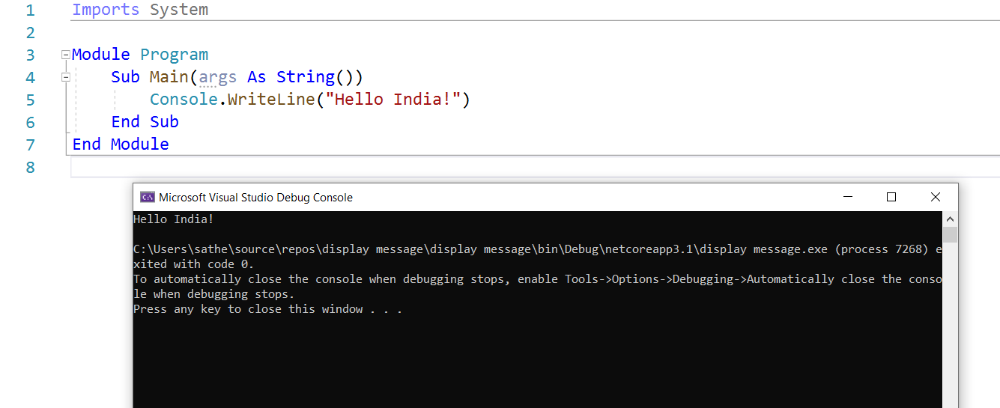 1 Imports System
2
3 Module Program
4 Sub Main(args As String())
5 Console.WriteLine("Hello India!")
6 End Sub
7 End Module
8
C:\ Microsoft Visual Studio Debug Console
Hello India!
C:\Users\sathe\source\repos\display message\display message\bin\Debug\netcoreapp3.1\display message.exe (process 7268) e
xited with code 0.
To automatically close the console when debugging stops, enable Tools->Options->Debugging->Automatically close the conso
le when debugging stops.
Press any key to close this window . . .